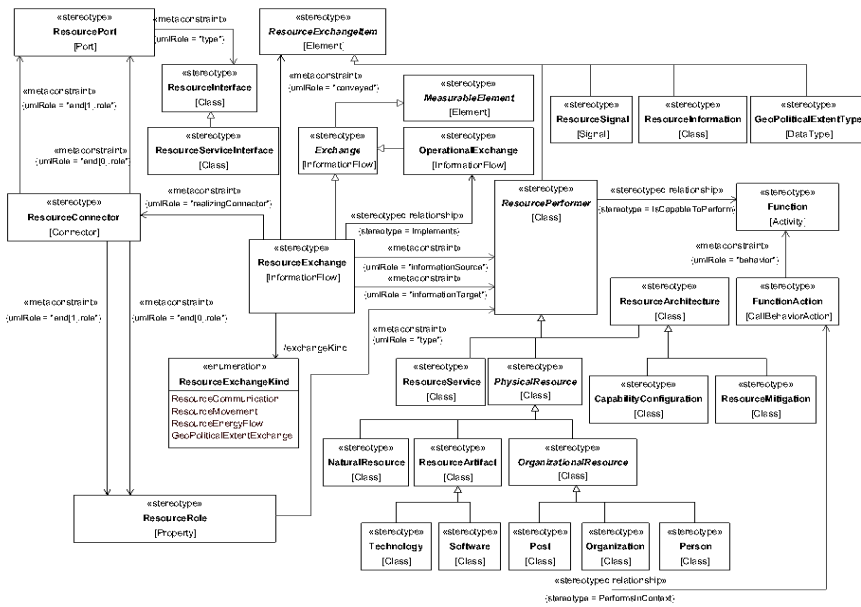 «stereotype»
ResourcePort
[Port]
«metaconstraint»
{umlRole = "type"}
«stereotype»
ResourceExchangeItem
[Element]
«metaconstraint»
{umlRole = "end[1].role"}
«stereotype»
ResourceInterface
[Class]
«metaconstraint»
{umlRole = "conveyed"}
«stereotype»
MeasurableElement
[Element]
«stereotype»
ResourceSignal
[Signal]
«stereotype»
ResourceInformation
[Class]
«stereotype»
GeoPoliticalExtentType
[DataType]
«stereotype»
ResourceServiceInterface
[Class]
«stereotype»
Exchange
[InformationFlow]
«stereotype»
OperationalExchange
[InformationFlow]
«metaconstraint»
{umlRole = "end[0].role"}
«stereotype»
ResourceConnector
[Connector]
«metaconstraint»
{umlRole = "realizingConnector"}
«stereotyped relationship»
{stereotype = Implements}
«stereotype»
ResourcePerformer
[Class]
«stereotyped relationship»
{stereotype = IsCapableToPerform}
«stereotype»
Function
[Activity]
«stereotype»
ResourceExchange
[InformationFlow]
«metaconstraint»
{umlRole = "informationSource"}
«metaconstraint»
{umlRole = "informationTarget"}
«metaconstraint»
{umlRole = "behavior"}
«metaconstraint»
{umlRole = "end[1].role"}
«metaconstraint»
{umlRole = "end[0].role"}
«stereotype»
ResourceArchitecture
[Class]
«stereotype»
FunctionAction
[CallBehaviorAction]
/exchangeKind
«metaconstraint»
{umlRole = "type"}
«enumeration»
ResourceExchangeKind
ResourceCommunication
ResourceMovement
ResourceEnergyFlow
GeoPoliticalExtentExchange
«stereotype»
ResourceService
[Class]
«stereotype»
PhysicalResource
[Class]
«stereotype»
CapabilityConfiguration
[Class]
«stereotype»
ResourceMitigation
[Class]
«stereotype»
NaturalResource
[Class]
«stereotype»
ResourceArtifact
[Class]
«stereotype»
OrganizationalResource
[Class]
«stereotype»
ResourceRole
[Property]
«stereotype»
Technology
[Class]
«stereotype»
Software
[Class]
«stereotype»
Post
[Class]
«stereotype»
Organization
[Class]
«stereotype»
Person
[Class]
«stereotyped relationship»
{stereotype = PerformsInContext}